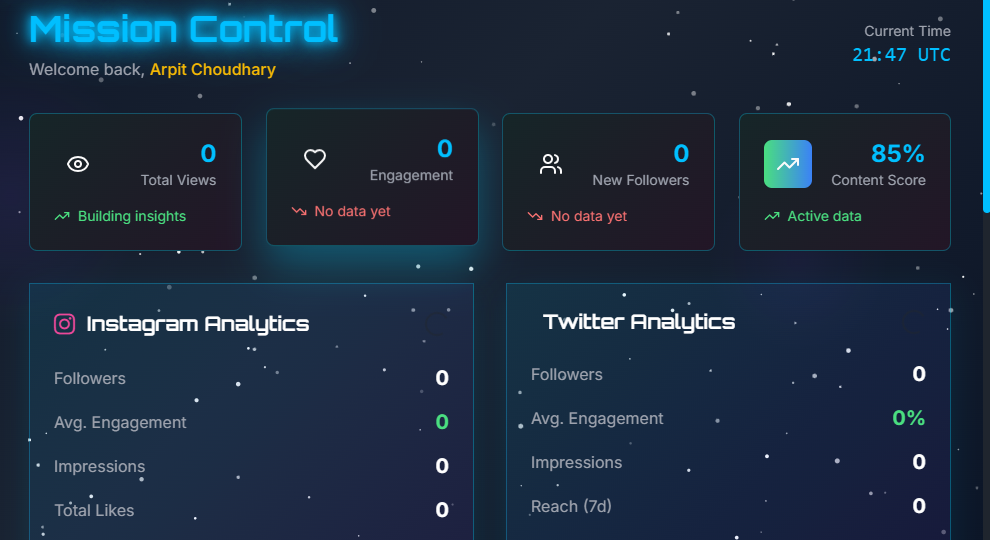 Mission Control
Welcome back, Arpit Choudhary
Current Time
21:47 UTC
0
Total Views
Building insights
0
Engagement
No data yet
0
New Followers
No data yet
85%
Content Score
Active data
Instagram Analytics
Followers 0
Avg. Engagement 0
Impressions 0
Total Likes 0
Twitter Analytics
Followers 0
Avg. Engagement 0%
Impressions 0
Reach (7d) 0